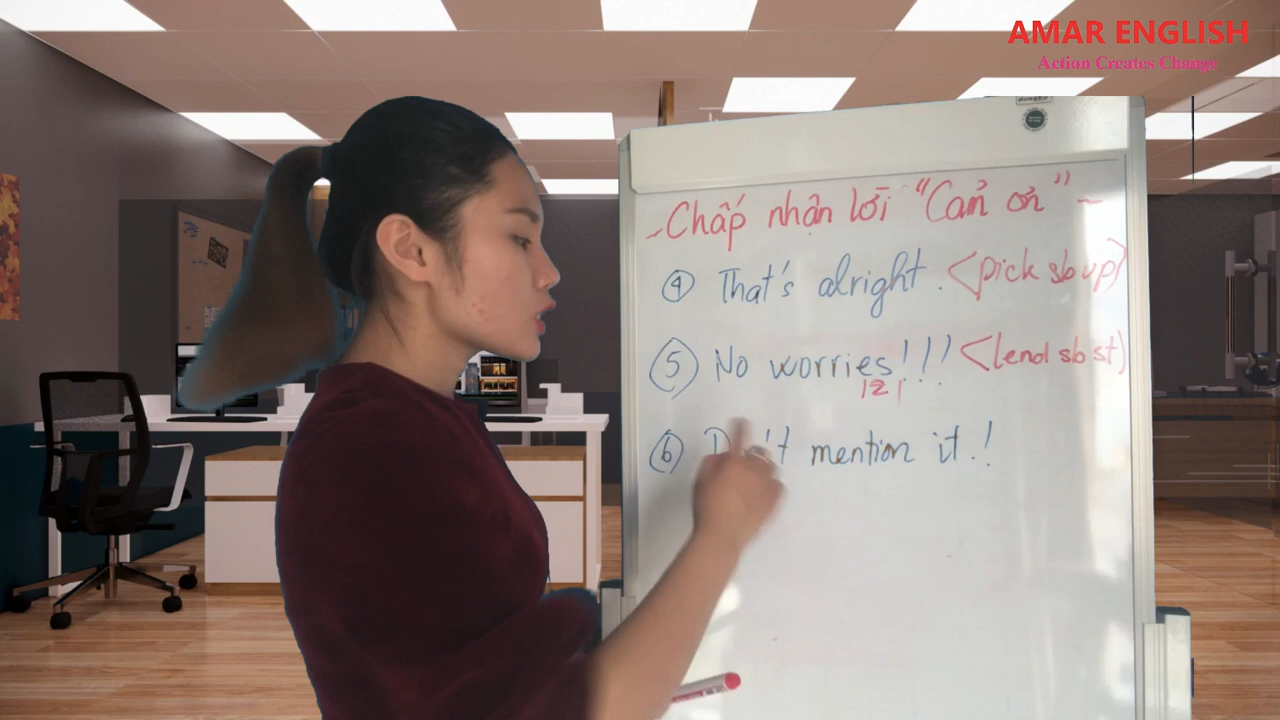 AMAR ENGLISH
Action Creates Change
~ Chấp nhận lời "Cảm ơn" ~
④ That's alright. <pick sb up>
⑤ No worries!!! <lend sb st>
⑥ mention it.!